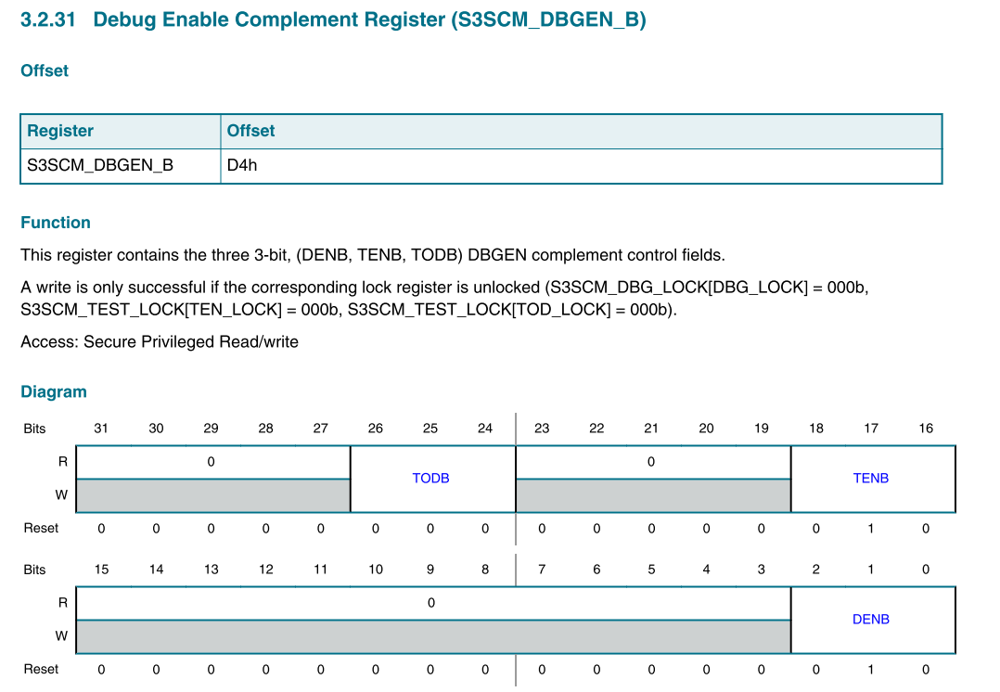 3.2.31 Debug Enable Complement Register (S3SCM_DBGEN_B)
Offset
Register Offset
S3SCM_DBGEN_B D4h
Function
This register contains the three 3-bit, (DENB, TENB, TODB) DBGEN complement control fields.
A write is only successful if the corresponding lock register is unlocked (S3SCM_DBG_LOCK[DBG_LOCK] = 000b,
S3SCM_TEST_LOCK[TEN_LOCK] = 000b, S3SCM_TEST_LOCK[TOD_LOCK] = 000b).
Access: Secure Privileged Read/write
Diagram
Bits 31 30 29 28 27 26 25 24 23 22 21 20 19 18 17 16
R 0 0
TODB TENB
W
Reset 0 0 0 0 0 0 0 0 0 0 0 0 0 0 1 0
Bits 15 14 13 12 11 10 9 8 7 6 5 4 3 2 1 0
R 0
DENB
W
Reset 0 0 0 0 0 0 0 0 0 0 0 0 0 0 1 0